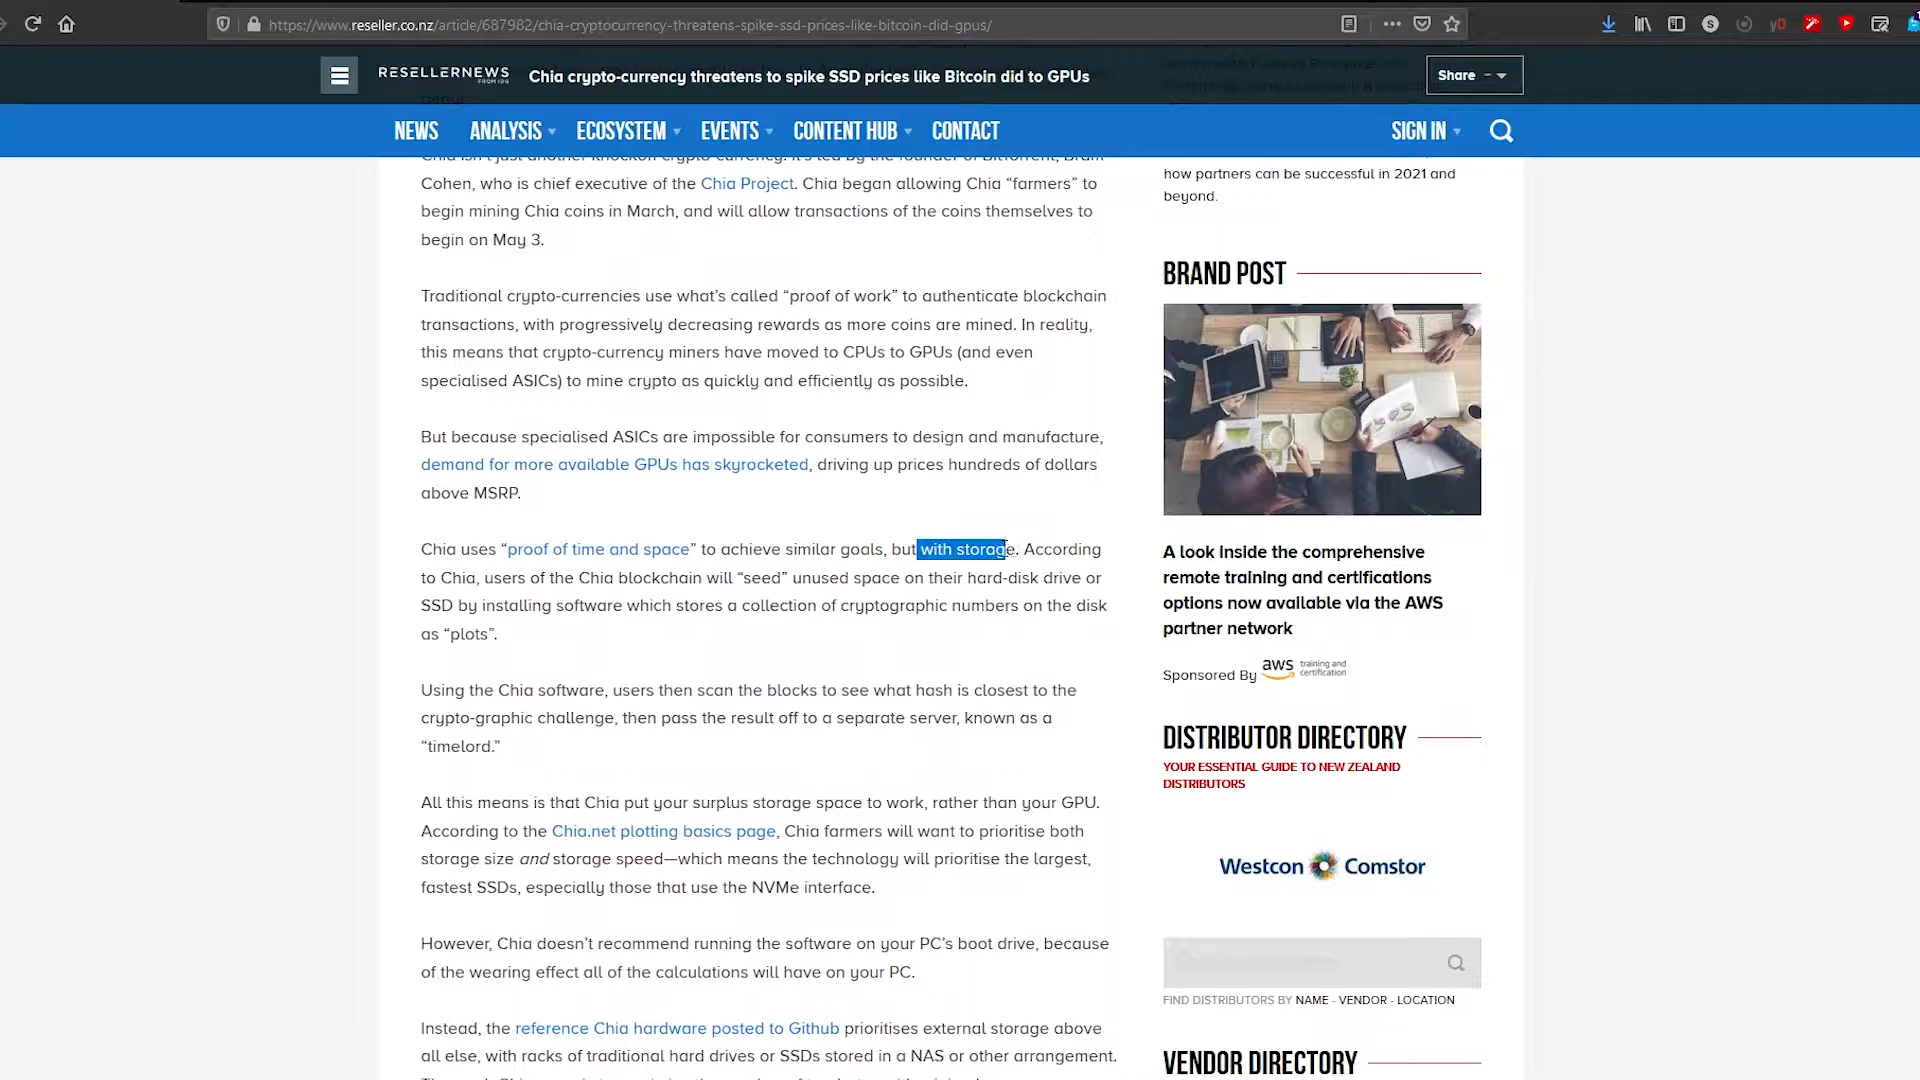 https://www.reseller.co.nz/article/687982/chia-cryptocurrency-threatens-spike-ssd-prices-like-bitcoin-did-gpus/
RESELLERNEWS
FROM IDG
Chia crypto-currency threatens to spike SSD prices like Bitcoin did to GPUs
Share
NEWS
ANALYSIS
ECOSYSTEM
EVENTS
CONTENT HUB
CONTACT
SIGN IN
Chia isn't just another knockoff crypto-currency. It's led by the founder of BitTorrent, Bram
Cohen, who is chief executive of the Chia Project. Chia began allowing Chia “farmers” to
begin mining Chia coins in March, and will allow transactions of the coins themselves to
begin on May 3.
Traditional crypto-currencies use what's called “proof of work” to authenticate blockchain
transactions, with progressively decreasing rewards as more coins are mined. In reality,
this means that crypto-currency miners have moved to CPUs to GPUs (and even
specialised ASICs) to mine crypto as quickly and efficiently as possible.
But because specialised ASICs are impossible for consumers to design and manufacture,
demand for more available GPUs has skyrocketed, driving up prices hundreds of dollars
above MSRP.
Chia uses “proof of time and space” to achieve similar goals, but with storage. According
to Chia, users of the Chia blockchain will “seed” unused space on their hard-disk drive or
SSD by installing software which stores a collection of cryptographic numbers on the disk
as “plots”.
Using the Chia software, users then scan the blocks to see what hash is closest to the
crypto-graphic challenge, then pass the result off to a separate server, known as a
“timelord.”
All this means is that Chia put your surplus storage space to work, rather than your GPU.
According to the Chia.net plotting basics page, Chia farmers will want to prioritise both
storage size and storage speed—which means the technology will prioritise the largest,
fastest SSDs, especially those that use the NVMe interface.
However, Chia doesn't recommend running the software on your PC's boot drive, because
of the wearing effect all of the calculations will have on your PC.
Instead, the reference Chia hardware posted to Github prioritises external storage above
all else, with racks of traditional hard drives or SSDs stored in a NAS or other arrangement.
how partners can be successful in 2021 and
beyond.
BRAND POST
A look inside the comprehensive
remote training and certifications
options now available via the AWS
partner network
Sponsored By aws training and
certification
DISTRIBUTOR DIRECTORY
YOUR ESSENTIAL GUIDE TO NEW ZEALAND
DISTRIBUTORS
Westcon Comstor
FIND DISTRIBUTORS BY NAME - VENDOR - LOCATION
VENDOR DIRECTORY